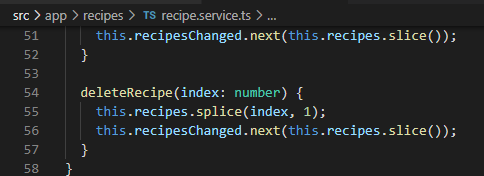 src > app > recipes > TS recipe.service.ts > ...
51 this.recipesChanged.next(this.recipes.slice());
52 }
53
54 deleteRecipe(index: number) {
55 this.recipes.splice(index, 1);
56 this.recipesChanged.next(this.recipes.slice());
57 }
58 }